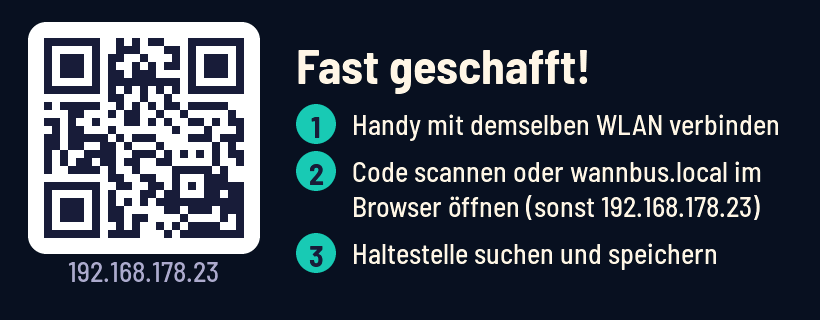 Fast geschafft!
1 Handy mit demselben WLAN verbinden
2 Code scannen oder wannbus.local im
Browser öffnen (sonst 192.168.178.23)
3 Haltestelle suchen und speichern
192.168.178.23